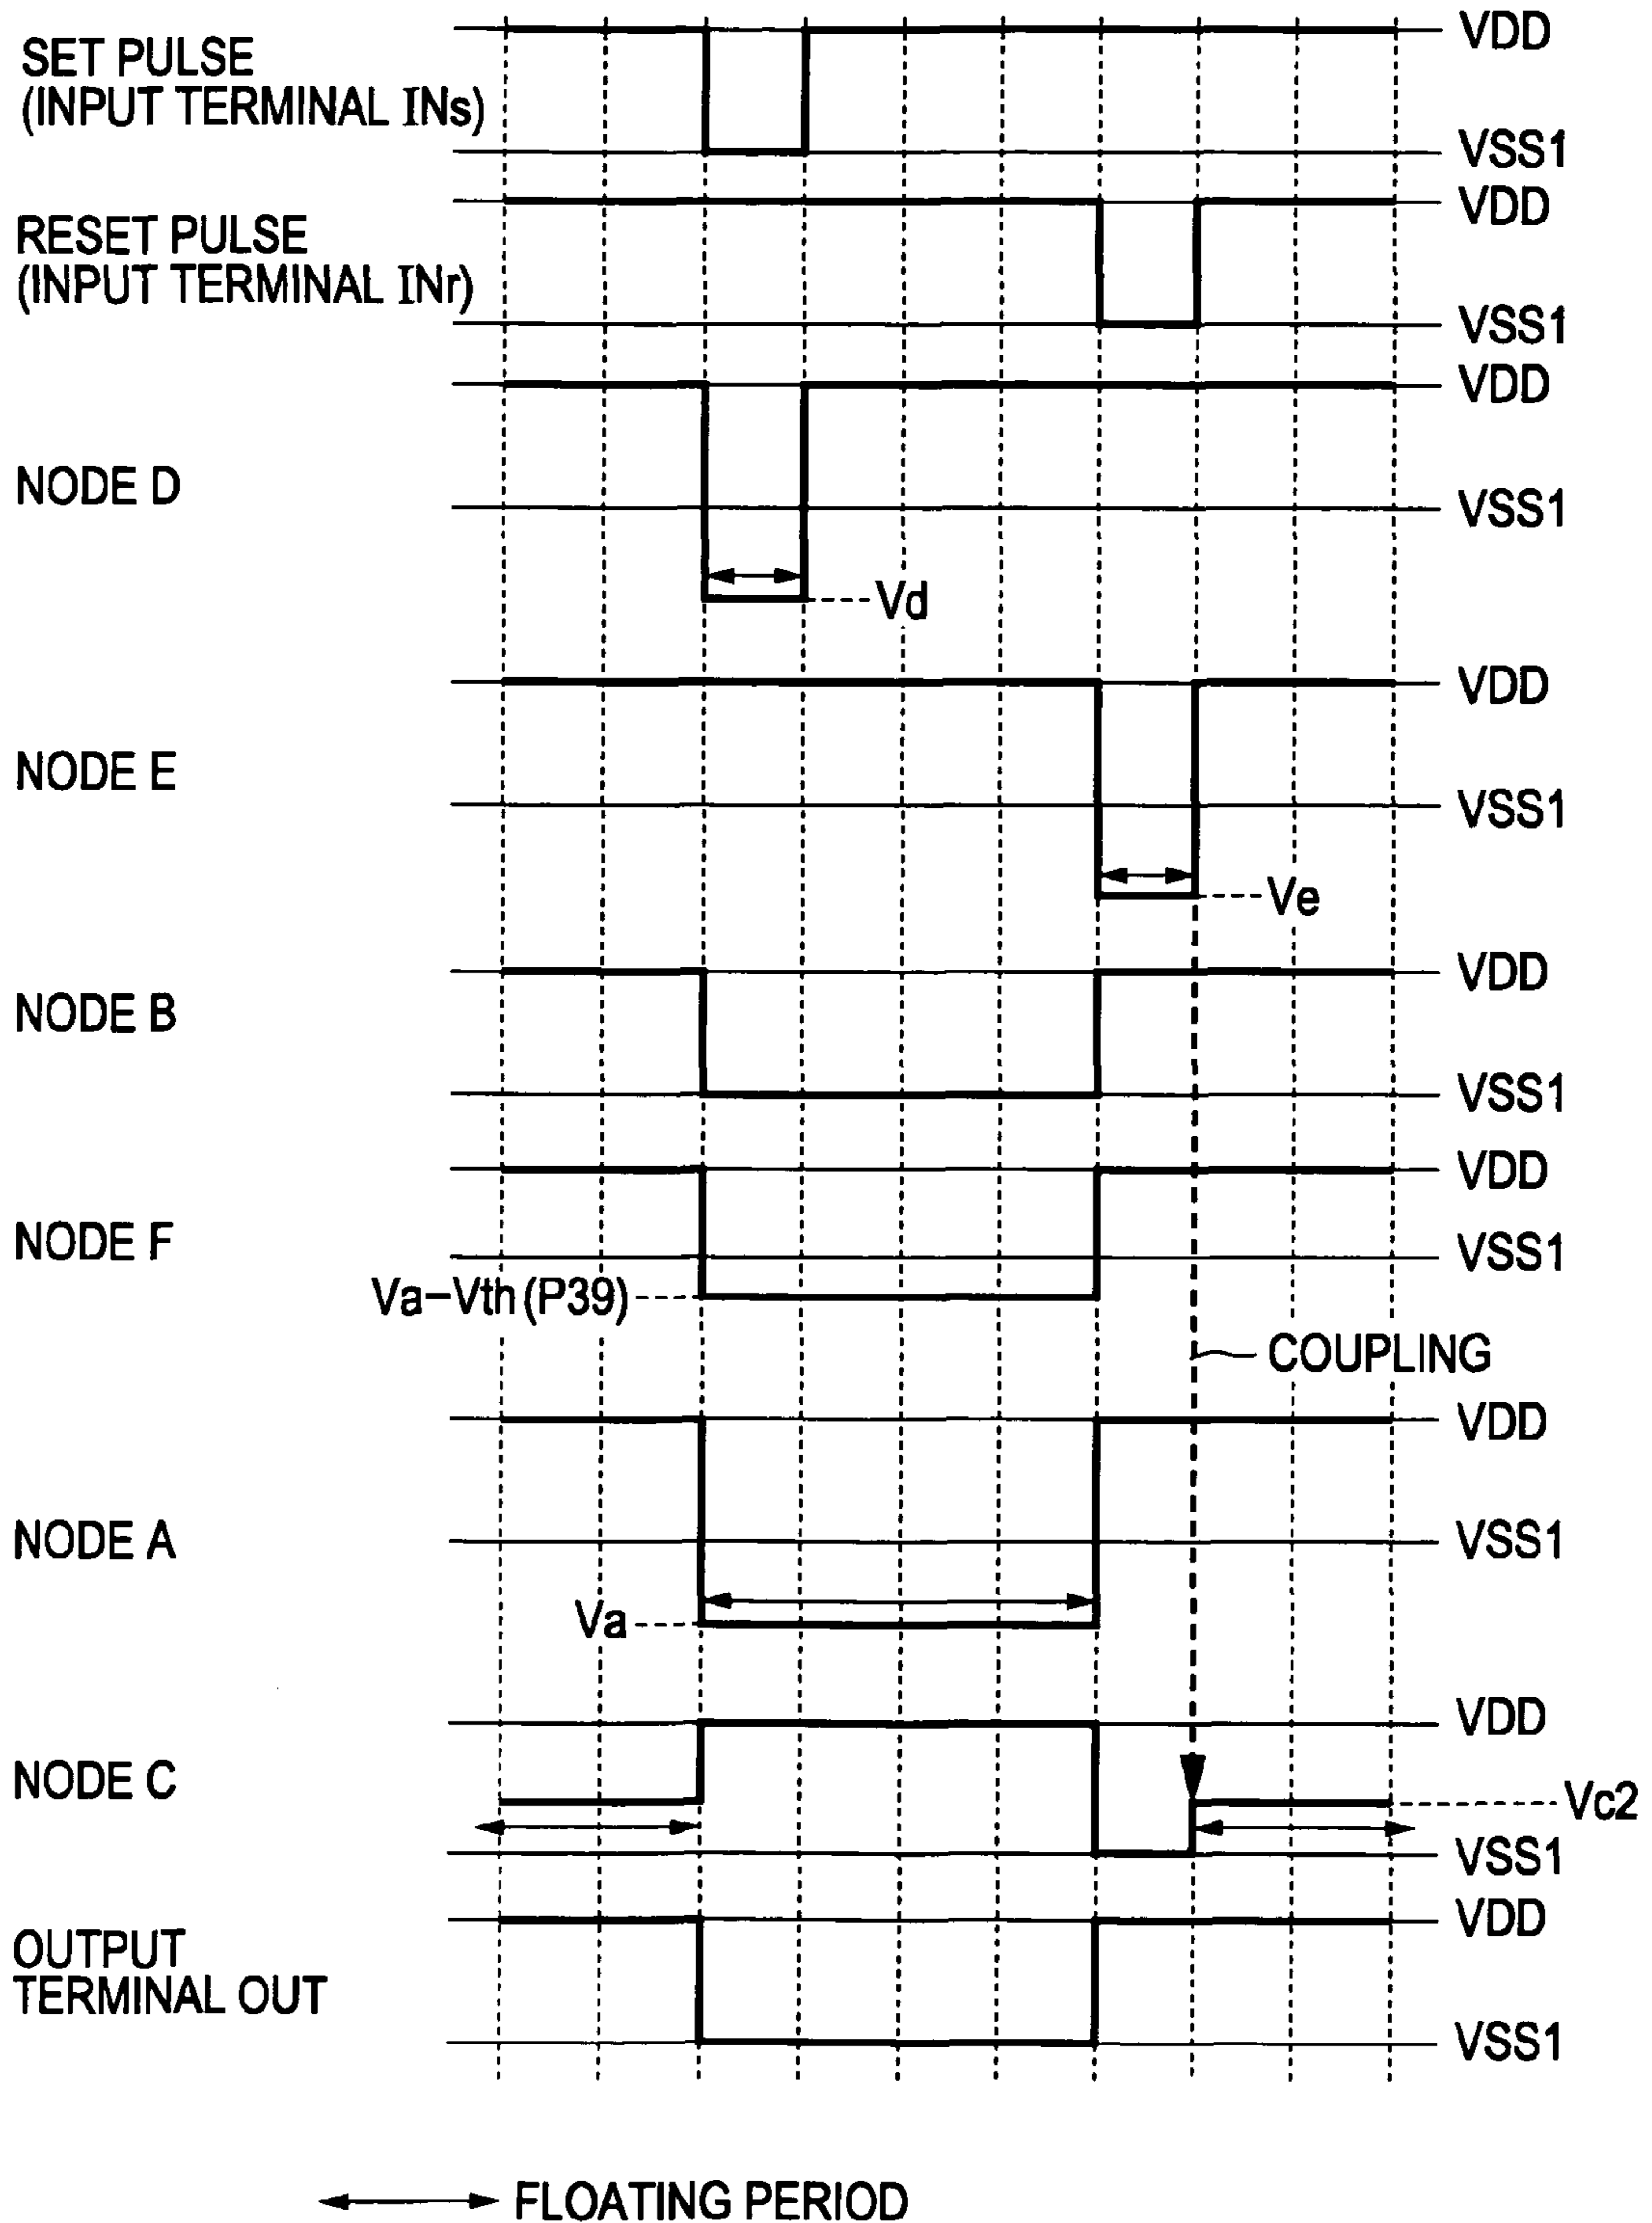 SET PULSE
(INPUT TERMINAL INs)
VDD
VSS1
RESET PULSE
(INPUT TERMINAL INr)
VDD
VSS1
NODE D
VDD
VSS1
Vd
NODE E
VDD
VSS1
Ve
NODE B
VDD
VSS1
NODE F
VDD
VSS1
Va-Vth (P39)
COUPLING
NODE A
VDD
VSS1
Va
NODE C
VDD
Vc2
VSS1
OUTPUT
TERMINAL OUT
VDD
VSS1
FLOATING PERIOD